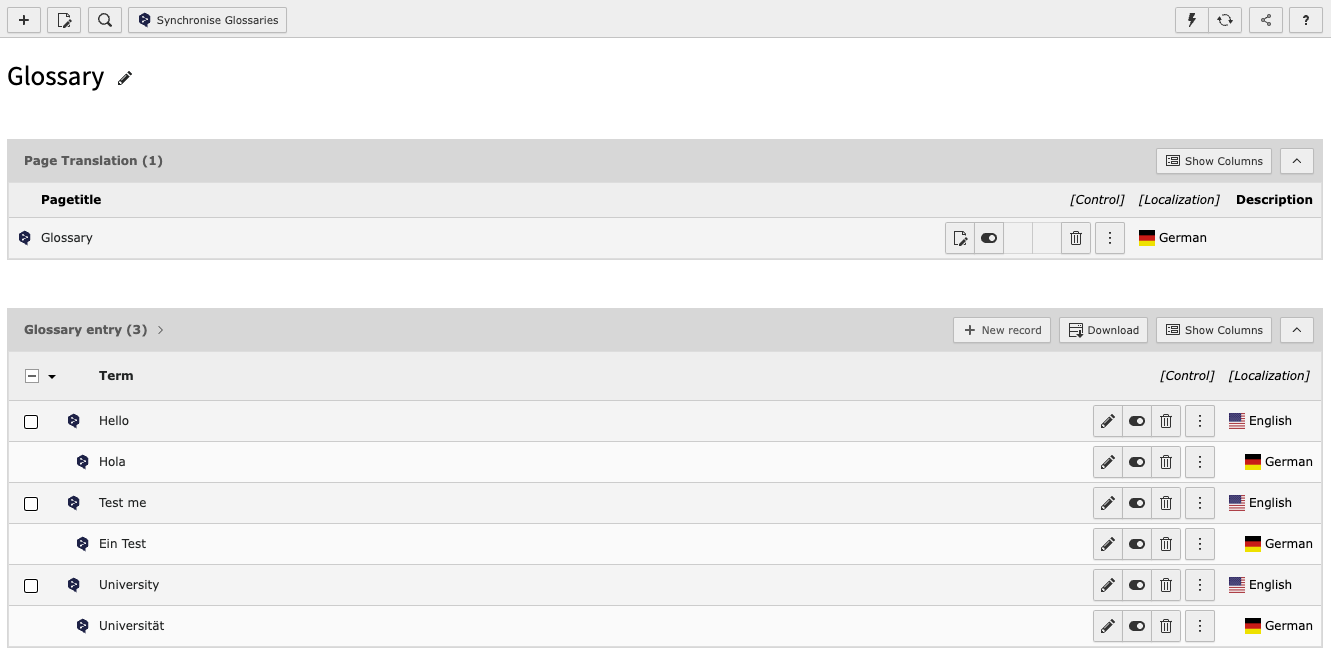 Synchronise Glossaries ?
Glossary
Page Translation (1) Show Columns
Pagetitle [Control] [Localization] Description
Glossary German
Glossary entry (3) New record Download Show Columns
Term [Control] [Localization]
Hello English
Hola German
Test me English
Ein Test German
University English
Universität German